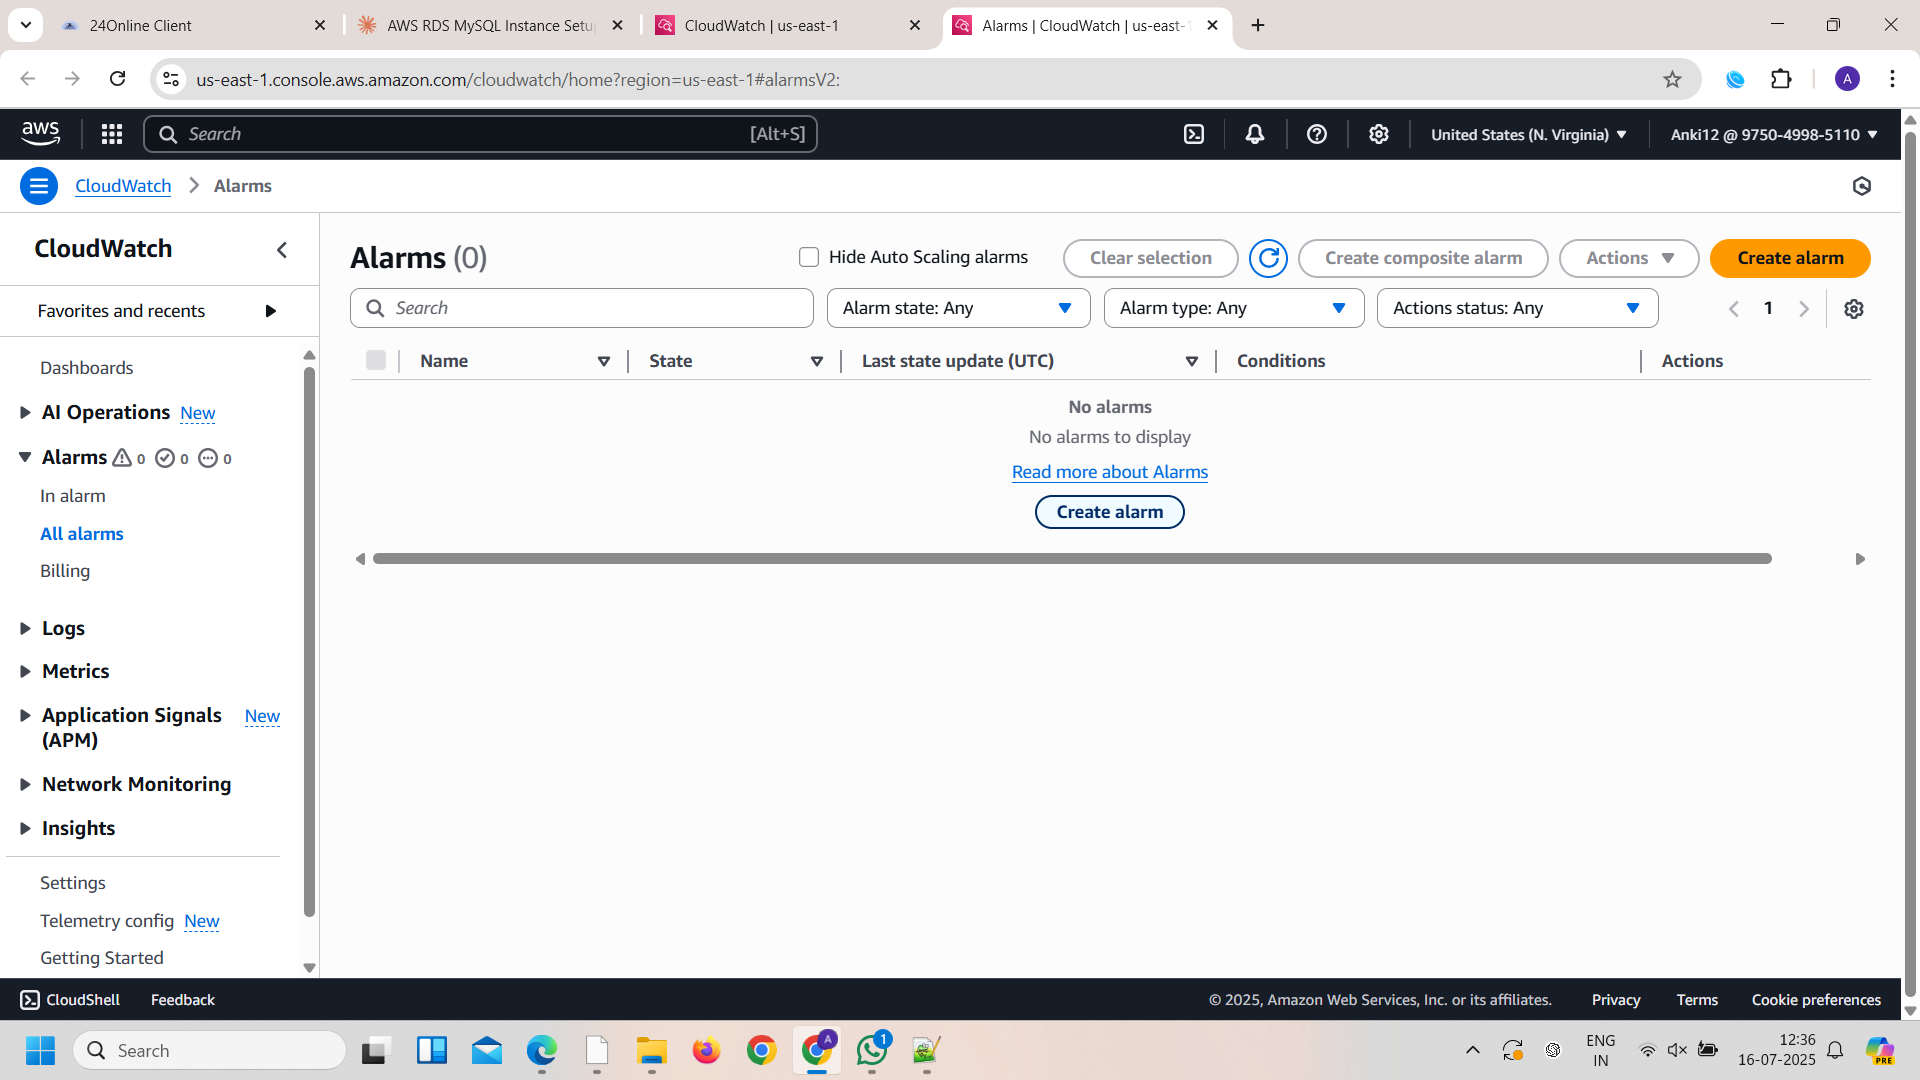 24Online Client
AWS RDS MySQL Instance Setu
CloudWatch | us-east-1
Alarms | CloudWatch | us-east-1
us-east-1.console.aws.amazon.com/cloudwatch/home?region=us-east-1#alarmsV2:
A
aws
Search
[Alt+S]
United States (N. Virginia)
Anki12 @ 9750-4998-5110
CloudWatch
Alarms
CloudWatch
Favorites and recents
Dashboards
AI Operations New
Alarms 0 0 0
In alarm
All alarms
Billing
Logs
Metrics
Application Signals New
(APM)
Network Monitoring
Insights
Settings
Telemetry config New
Getting Started
Alarms (0)
Hide Auto Scaling alarms
Clear selection
Create composite alarm
Actions
Create alarm
Search
Alarm state: Any
Alarm type: Any
Actions status: Any
1
Name
State
Last state update (UTC)
Conditions
Actions
No alarms
No alarms to display
Read more about Alarms
Create alarm
CloudShell
Feedback
© 2025, Amazon Web Services, Inc. or its affiliates.
Privacy
Terms
Cookie preferences
Search
A
1
ENG
IN
12:36
16-07-2025
PRE